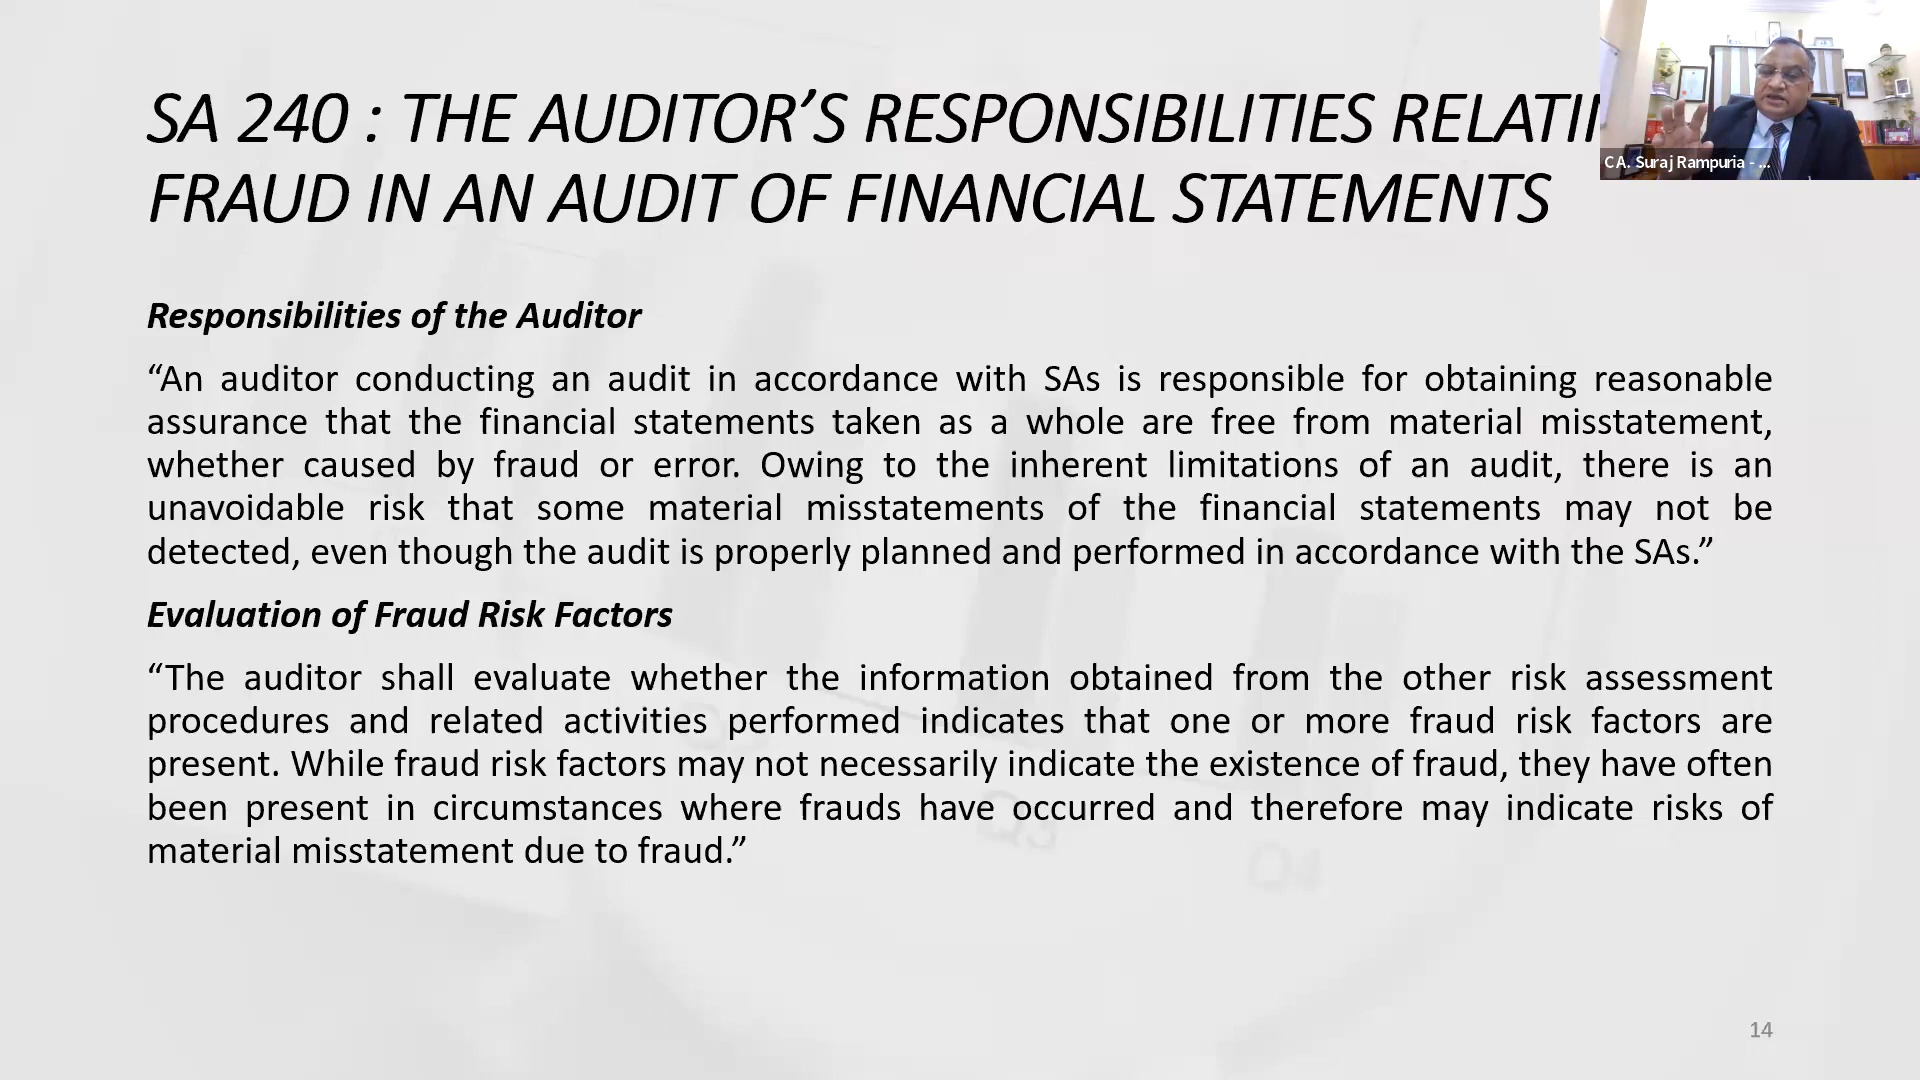 SA 240 : THE AUDITOR’S RESPONSIBILITIES
FRAUD IN AN AUDIT OF FINANCIAL STATEMENTS
CA. Suraj Rampuria - ...
Responsibilities of the Auditor
“An auditor conducting an audit in accordance with SAs is responsible for obtaining reasonable
assurance that the financial statements taken as a whole are free from material misstatement,
whether caused by fraud or error. Owing to the inherent limitations of an audit, there is an
unavoidable risk that some material misstatements of the financial statements may not be
detected, even though the audit is properly planned and performed in accordance with the SAs.”
Evaluation of Fraud Risk Factors
“The auditor shall evaluate whether the information obtained from the other risk assessment
procedures and related activities performed indicates that one or more fraud risk factors are
present. While fraud risk factors may not necessarily indicate the existence of fraud, they have often
been present in circumstances where frauds have occurred and therefore may indicate risks of
material misstatement due to fraud.”
Q3
Q4
14